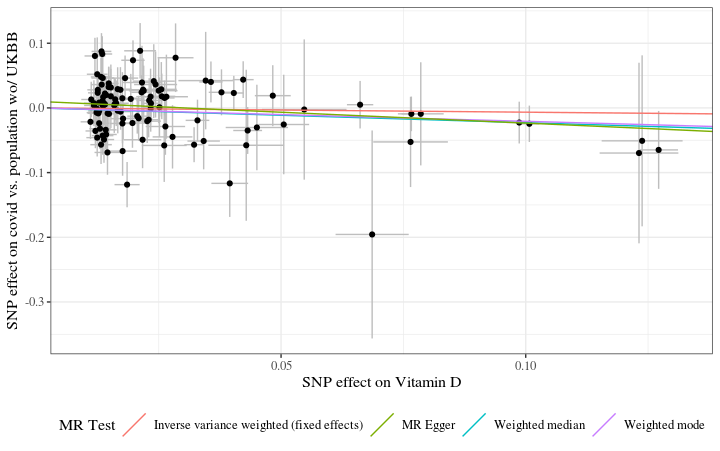 SNP effect on covid vs. population wo/ UKBB
0.1
0.0
-0.1
-0.2
-0.3
0.05
0.10
SNP effect on Vitamin D
MR Test
Inverse variance weighted (fixed effects)
MR Egger
Weighted median
Weighted mode